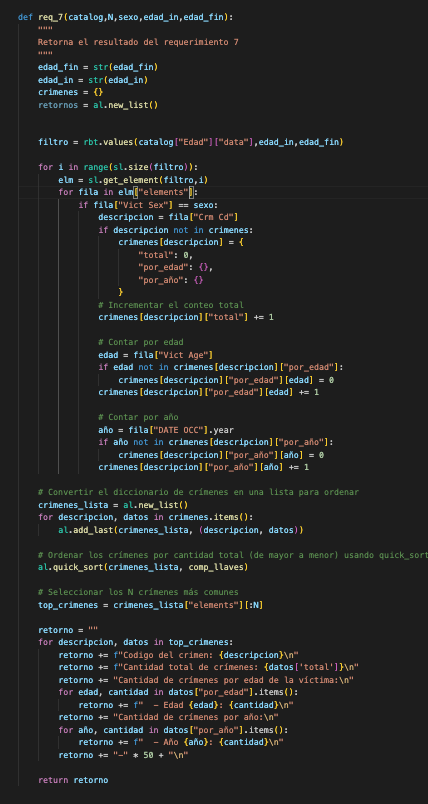 def req_7(catalog,N,sexo,edad_in,edad_fin):
    """
    Retorna el resultado del requerimiento 7
    """
    edad_fin = str(edad_fin)
    edad_in = str(edad_in)
    crimenes = {}
    retornos = al.new_list()

    filtro = rbt.values(catalog["Edad"]["data"],edad_in,edad_fin)

    for i in range(sl.size(filtro)):
        elm = sl.get_element(filtro,i)
        for fila in elm["elements"]:
            if fila["Vict Sex"] == sexo:
                descripcion = fila["Crm Cd"]
                if descripcion not in crimenes:
                    crimenes[descripcion] = {
                        "total": 0,
                        "por_edad": {},
                        "por_año": {}
                    }
                # Incrementar el conteo total
                crimenes[descripcion]["total"] += 1

                # Contar por edad
                edad = fila["Vict Age"]
                if edad not in crimenes[descripcion]["por_edad"]:
                    crimenes[descripcion]["por_edad"][edad] = 0
                crimenes[descripcion]["por_edad"][edad] += 1

                # Contar por año
                año = fila["DATE OCC"].year
                if año not in crimenes[descripcion]["por_año"]:
                    crimenes[descripcion]["por_año"][año] = 0
                crimenes[descripcion]["por_año"][año] += 1

    # Convertir el diccionario de crímenes en una lista para ordenar
    crimenes_lista = al.new_list()
    for descripcion, datos in crimenes.items():
        al.add_last(crimenes_lista, (descripcion, datos))

    # Ordenar los crímenes por cantidad total (de mayor a menor) usando quick_sort
    al.quick_sort(crimenes_lista, comp_llaves)

    # Seleccionar los N crímenes más comunes
    top_crimenes = crimenes_lista["elements"][:N]

    retorno = ""
    for descripcion, datos in top_crimenes:
        retorno += f"Codigo del crimen: {descripcion}\n"
        retorno += f"Cantidad total de crímenes: {datos['total']}\n"
        retorno += "Cantidad de crímenes por edad de la víctima:\n"
        for edad, cantidad in datos["por_edad"].items():
            retorno += f"  - Edad {edad}: {cantidad}\n"
        retorno += "Cantidad de crímenes por año:\n"
        for año, cantidad in datos["por_año"].items():
            retorno += f"  - Año {año}: {cantidad}\n"
        retorno += "-" * 50 + "\n"

    return retorno